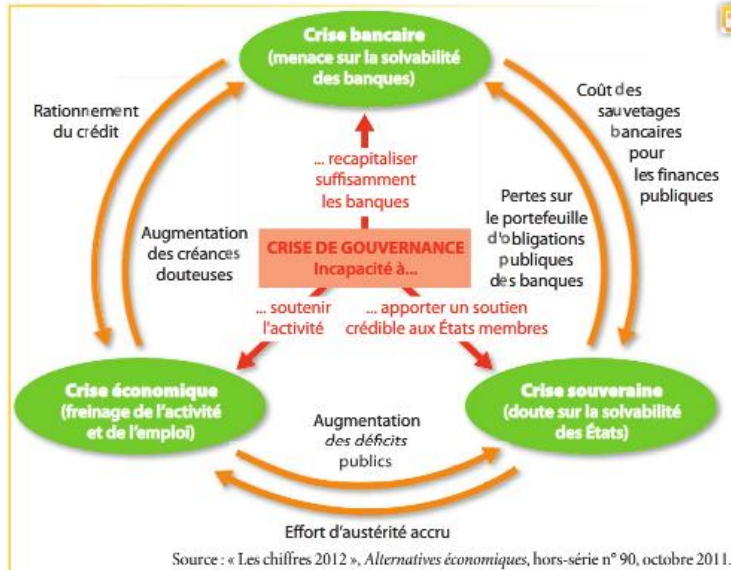 Crise bancaire
(menace sur la solvabilité
des banques)
Rationnement
du crédit
Coût des
sauvetages
bancaires
pour
les finances
publiques
... recapitaliser
suffisamment
les banques
Augmentation
des créances
douteuses
Pertes sur
le portefeuille
d'obligations
publiques
des banques
CRISE DE GOUVERNANCE
Incapacité à...
... soutenir
l'activité
... apporter un soutien
crédible aux États membres
Crise économique
(freinage de l'activité
et de l'emploi)
Crise souveraine
(doute sur la solvabilité
des États)
Augmentation
des déficits
publics
Effort d'austérité accru
Source : « Les chiffres 2012 », Alternatives économiques, hors-série n° 90, octobre 2011.